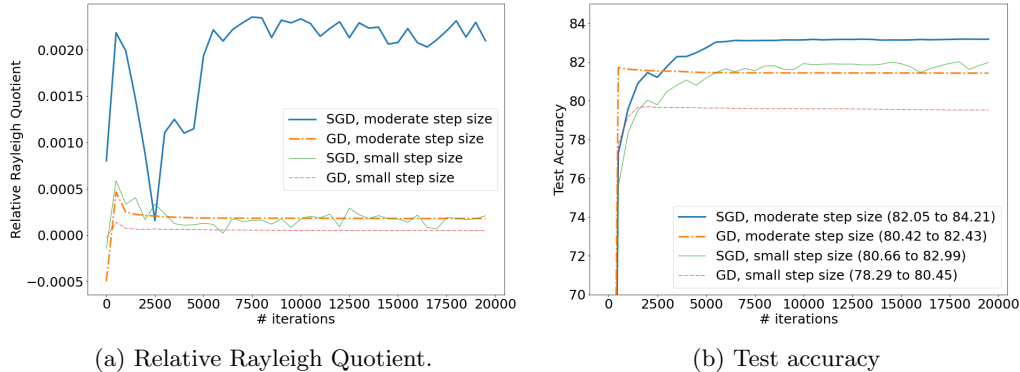 Relative Rayleigh Quotient
0.0020
0.0015
0.0010
0.0005
0.0000
−0.0005
SGD, moderate step size
GD, moderate step size
SGD, small step size
GD, small step size
0 2500 5000 7500 10000 12500 15000 17500 20000
# iterations
(a) Relative Rayleigh Quotient.
Test Accuracy
84
82
80
78
76
74
72
70
SGD, moderate step size (82.05 to 84.21)
GD, moderate step size (80.42 to 82.43)
SGD, small step size (80.66 to 82.99)
GD, small step size (78.29 to 80.45)
0 2500 5000 7500 10000 12500 15000 17500 20000
# iterations
(b) Test accuracy